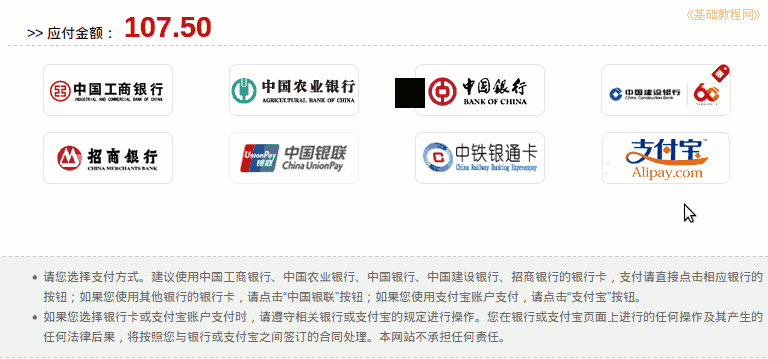 《基础教程网》
>> 应付金额： 107.50
中国工商银行
INDUSTRIAL AND COMMERCIAL BANK OF CHINA
中国农业银行
AGRICULTURAL BANK OF CHINA
中国银行
BANK OF CHINA
中国建设银行
China Construction Bank
60
招商银行
CHINA MERCHANTS BANK
UnionPay
银联
中国银联
China UnionPay
中铁银通卡
China Railway Banking Expresspay
支付宝
Alipay.com
请您选择支付方式。建议使用中国工商银行、中国农业银行、中国银行、中国建设银行、招商银行的银行卡，支付请直接点击相应银行的
按钮；如果您使用其他银行的银行卡，请点击“中国银联”按钮；如果您使用支付宝账户支付，请点击“支付宝”按钮。
如果您选择银行卡或支付宝账户支付时，请遵守相关银行或支付宝的规定进行操作。您在银行或支付宝页面上进行的任何操作及其产生的
任何法律后果，将按照您与银行或支付宝之间签订的合同处理。本网站不承担任何责任。